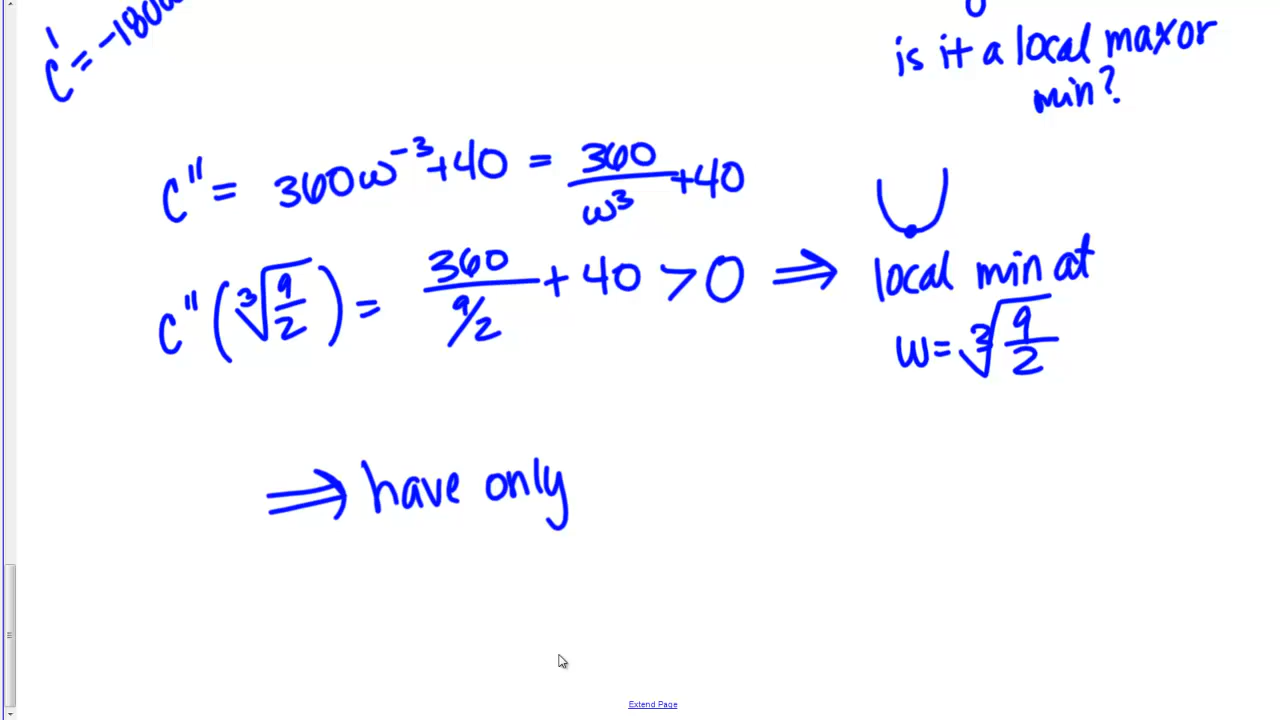 C' = -180
is it a local max or
min?
C'' = 360w⁻³+40 = 360/w³ +40
C''(∛(9/2)) = 360/(9/2) + 40 > 0 ⟹ local min at
w = ∛(9/2)
⟹ have only
Extend Page